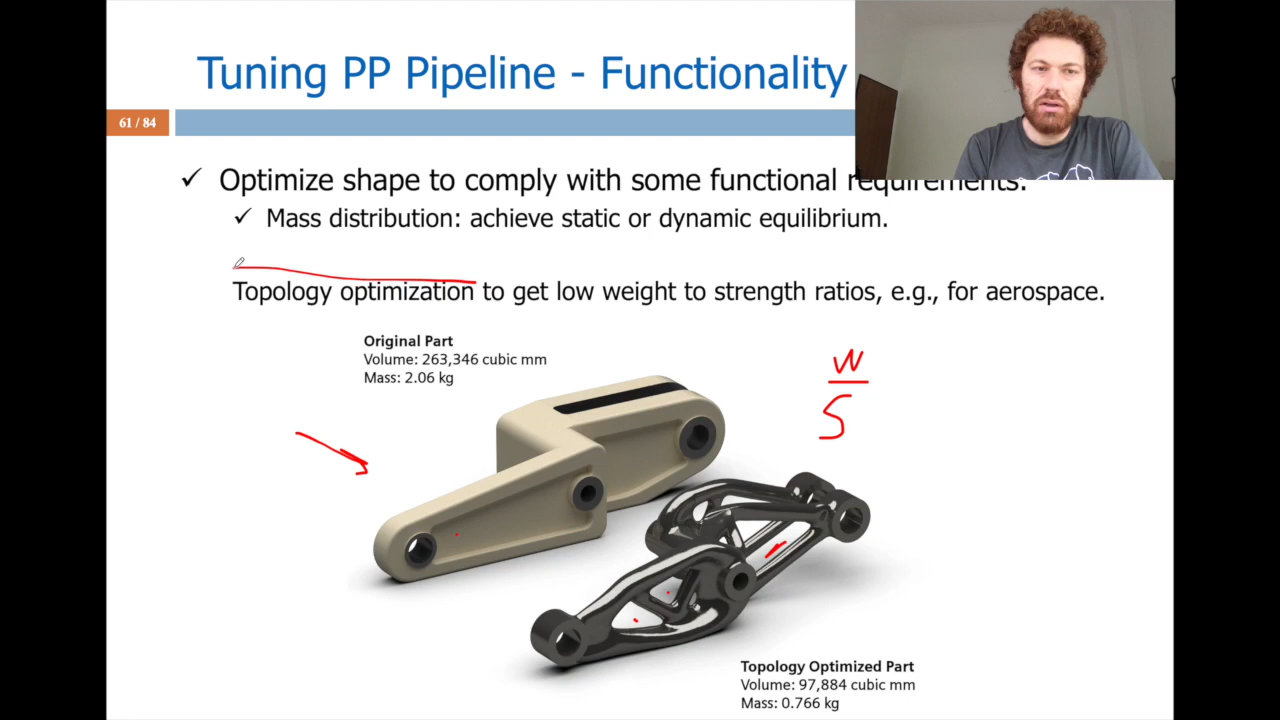 Tuning PP Pipeline - Functionality
61 / 84
✓ Optimize shape to comply with some functional requirements:
✓ Mass distribution: achieve static or dynamic equilibrium.
Topology optimization to get low weight to strength ratios, e.g., for aerospace.
Original Part
Volume: 263,346 cubic mm
Mass: 2.06 kg
W
S
Topology Optimized Part
Volume: 97,884 cubic mm
Mass: 0.766 kg